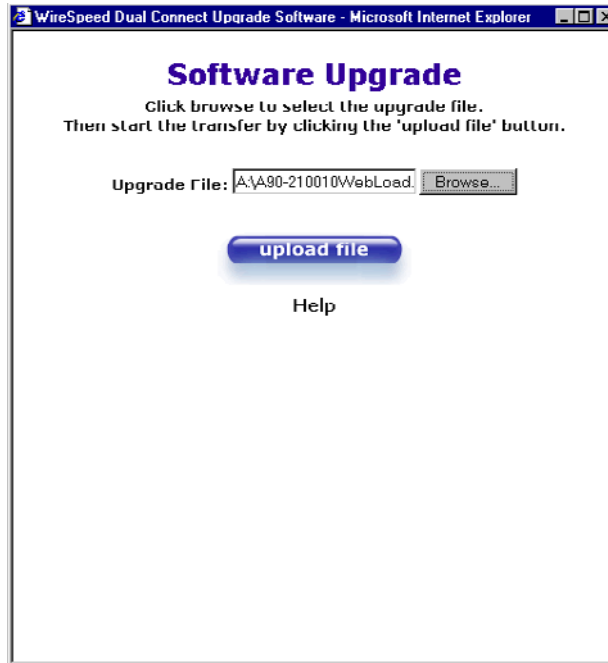 WireSpeed Dual Connect Upgrade Software - Microsoft Internet Explorer
Software Upgrade
Click browse to select the upgrade file.
Then start the transfer by clicking the 'upload file' button.
Upgrade File: A:\A90-210010WebLoad. Browse...
upload file
Help